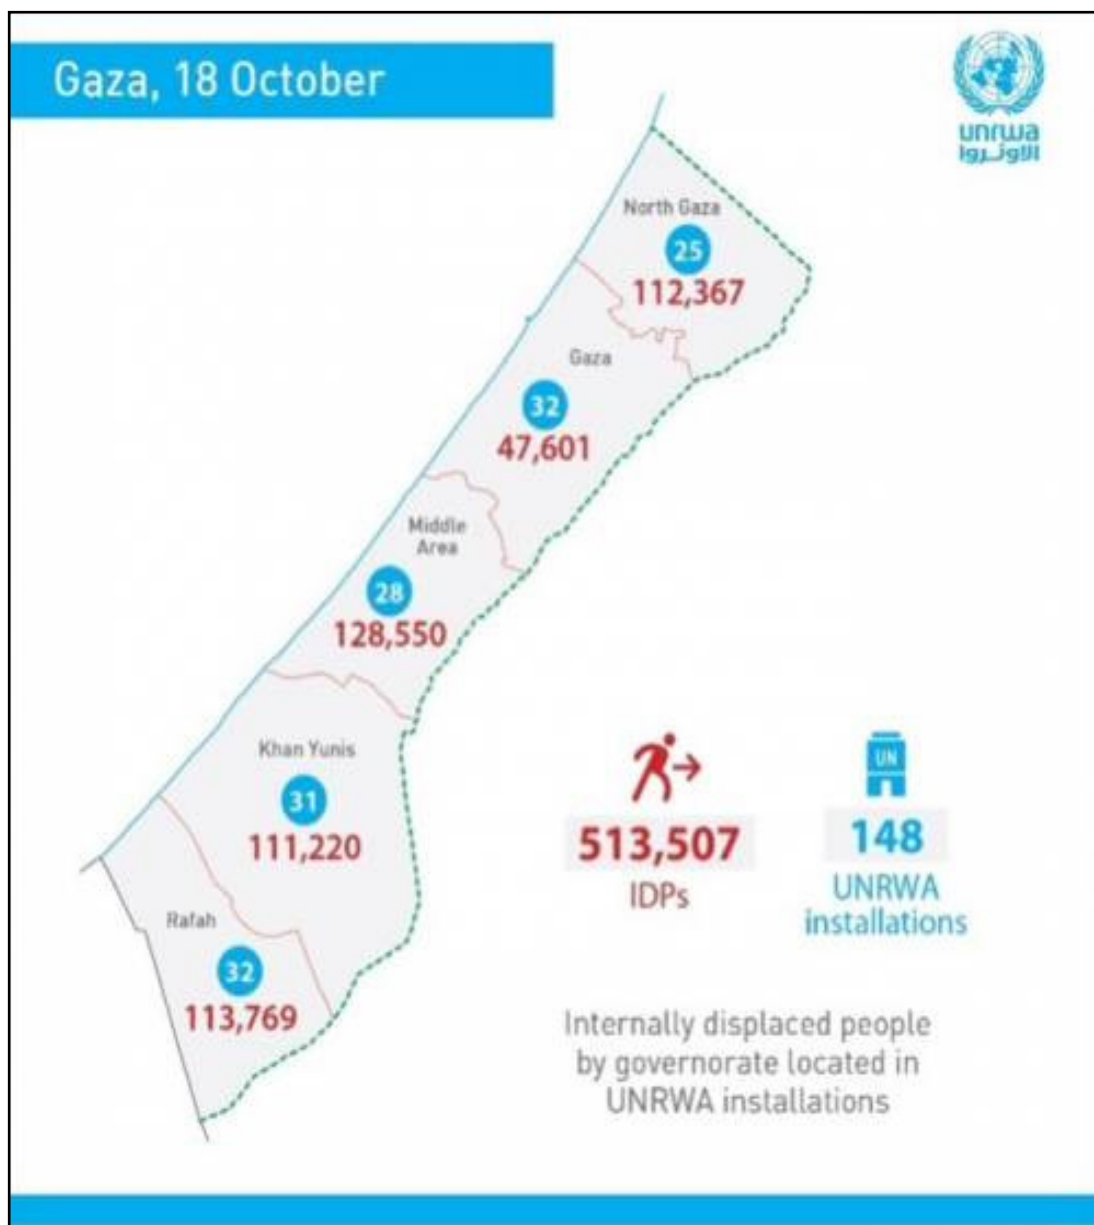 Gaza, 18 October
unrwa
الاونروا
North Gaza
25
112,367
Gaza
32
47,601
Middle
Area
28
128,550
Khan Yunis
31
111,220
Rafah
32
113,769
513,507
IDPs
UN
148
UNRWA
installations
Internally displaced people
by governorate located in
UNRWA installations